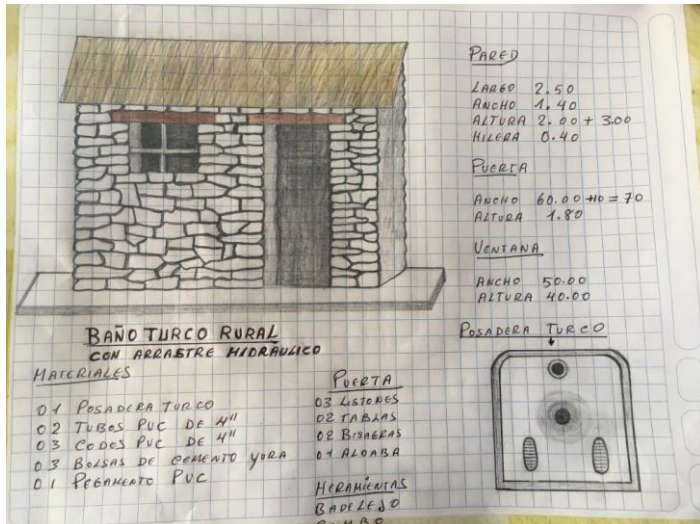 PARED
LARGO 2.50
ANCHO 1.40
ALTURA 2.00 + 3.00
HILERA 0.40
PUERTA
ANCHO 60.00 +10 = 70
ALTURA 1.80
VENTANA
ANCHO 50.00
ALTURA 40.00
POSADERA TURCO
BAÑO TURCO RURAL
CON ARRASTRE HIDRÁULICO
MATERIALES
01 POSADERA TURCO
02 TUBOS PVC DE 4"
03 CODOS PVC DE 4"
03 BOLSAS DE CEMENTO YURA
01 PEGAMENTO PVC
PUERTA
03 LISTONES
02 TABLAS
02 BISAGRAS
01 ALDABA
HERAMIENTAS
BADELEJO